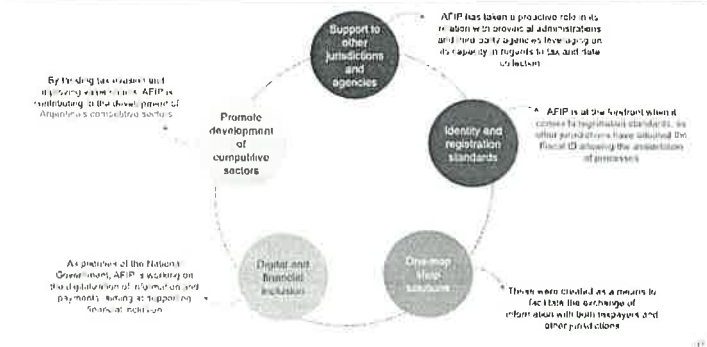 Support to
other
jurisdictions
and
agencies
AFIP has taken a proactive role in its
relation with provincial administrations
and third party agencies leveraging on
its capacity in regards to tax and data
collection
Identity and
registration
standards
AFIP is at the forefront when it
comes to registration standards, as
other jurisdictions have adopted the
Fiscal ID allowing the
of processes
One-stop
shop
solutions
These were created as a means to
facilitate the exchange of
information with both taxpayers and
other jurisdictions
Digital and
financial
inclusion
As priorities of the National
Government, AFIP is working on
the digitalization of information and
payments, aiming at supporting
financial inclusion
Promote
development
of
competitive
sectors
By tax evasion and
improving AFIP is
contributing to the development of
Argentina's competitive sectors